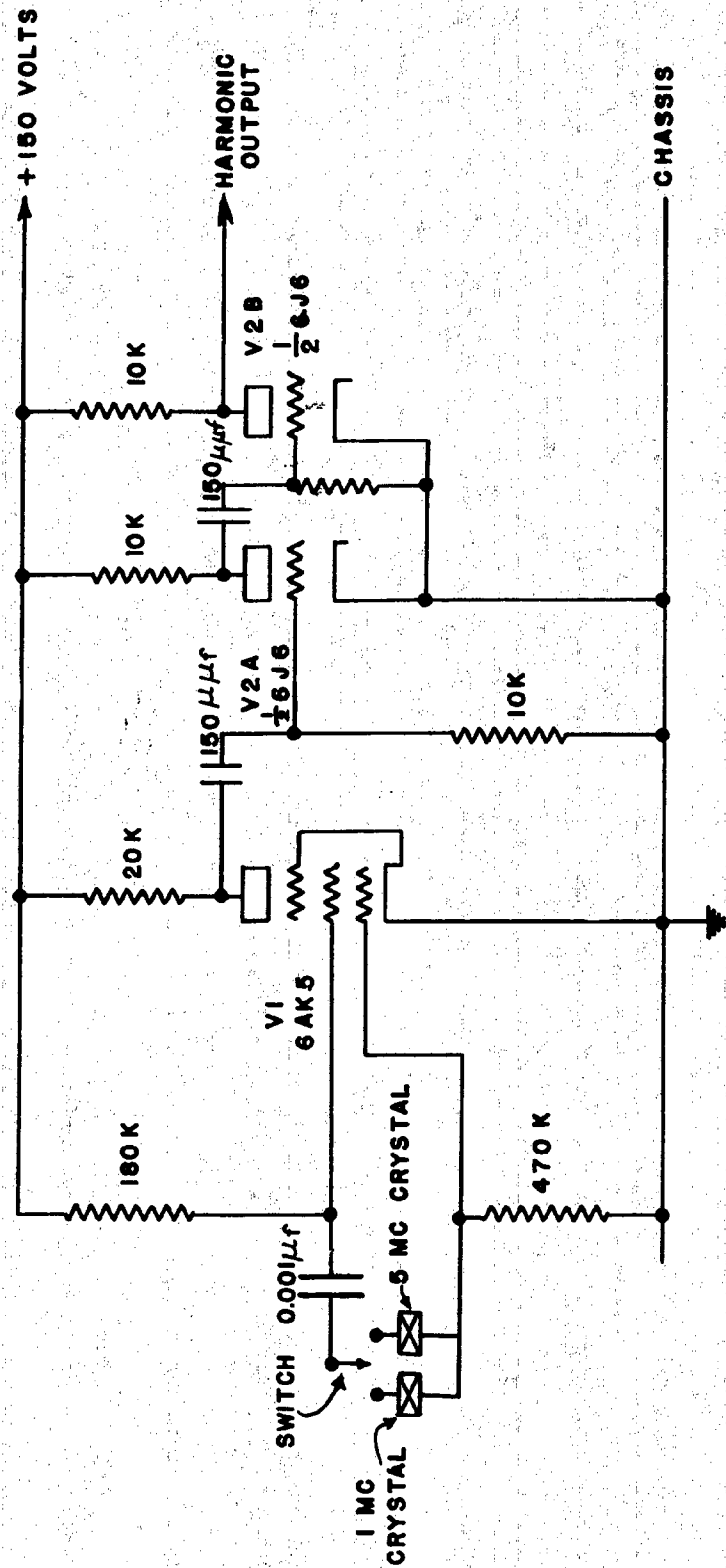 +150 VOLTS
10K
10K
20K
180K
HARMONIC
OUTPUT
150μμf
150μμf
V2B
1/2 6J6
V2A
1/2 6J6
V1
6AK5
0.001μf
SWITCH
5 MC CRYSTAL
1 MC
CRYSTAL
470K
10K
CHASSIS